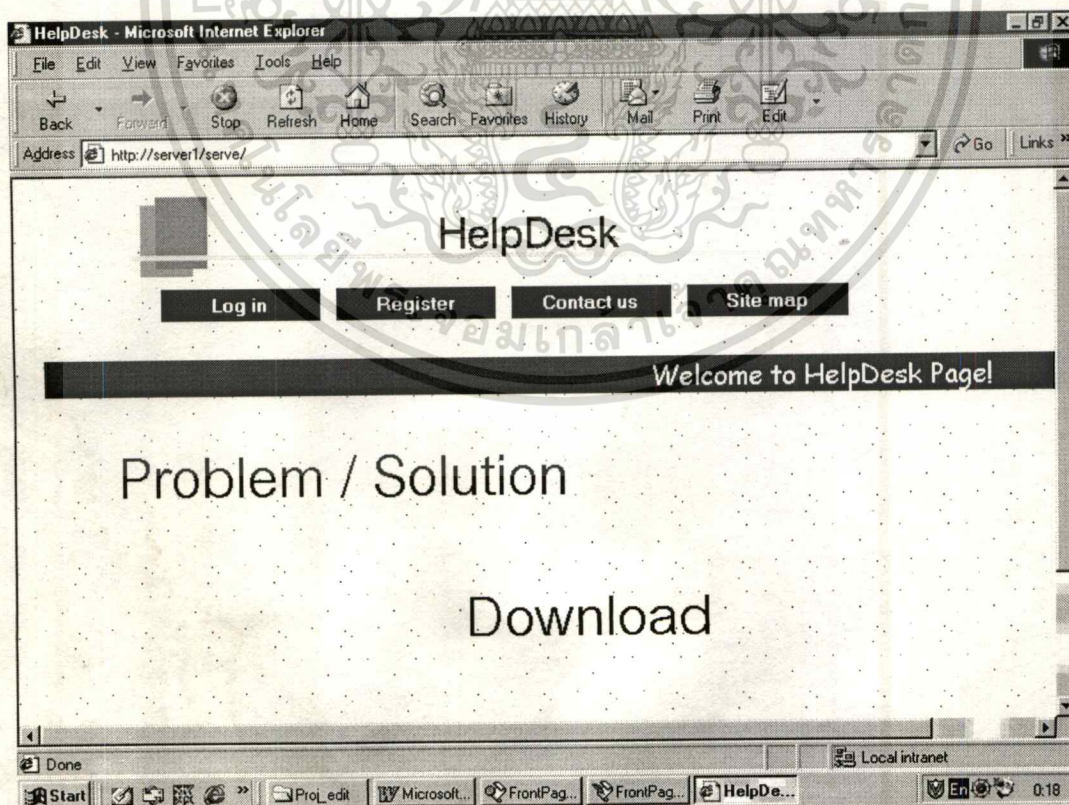 HelpDesk - Microsoft Internet Explorer
File Edit View Favorites Tools Help
Back Forward Stop Refresh Home Search Favorites History Mail Print Edit
Address http://server1/serve/ Go Links »
HelpDesk
Log in Register Contact us Site map
Welcome to HelpDesk Page!
Problem / Solution
Download
Done Local intranet
Start » Proj_edit Microsoft... FrontPag... FrontPag... HelpDe... En 0:18